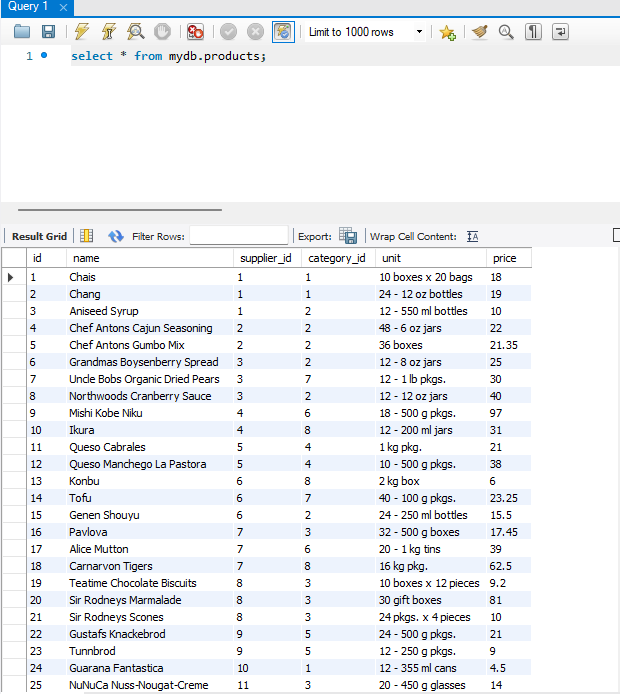 Query 1
Limit to 1000 rows
1 select * from mydb.products;
Result Grid Filter Rows: Export: Wrap Cell Content:
id name supplier_id category_id unit price
1 Chais 1 1 10 boxes x 20 bags 18
2 Chang 1 1 24 - 12 oz bottles 19
3 Aniseed Syrup 1 2 12 - 550 ml bottles 10
4 Chef Antons Cajun Seasoning 2 2 48 - 6 oz jars 22
5 Chef Antons Gumbo Mix 2 2 36 boxes 21.35
6 Grandmas Boysenberry Spread 3 2 12 - 8 oz jars 25
7 Uncle Bobs Organic Dried Pears 3 7 12 - 1 lb pkgs. 30
8 Northwoods Cranberry Sauce 3 2 12 - 12 oz jars 40
9 Mishi Kobe Niku 4 6 18 - 500 g pkgs. 97
10 Ikura 4 8 12 - 200 ml jars 31
11 Queso Cabrales 5 4 1 kg pkg. 21
12 Queso Manchego La Pastora 5 4 10 - 500 g pkgs. 38
13 Konbu 6 8 2 kg box 6
14 Tofu 6 7 40 - 100 g pkgs. 23.25
15 Genen Shouyu 6 2 24 - 250 ml bottles 15.5
16 Pavlova 7 3 32 - 500 g boxes 17.45
17 Alice Mutton 7 6 20 - 1 kg tins 39
18 Carnarvon Tigers 7 8 16 kg pkg. 62.5
19 Teatime Chocolate Biscuits 8 3 10 boxes x 12 pieces 9.2
20 Sir Rodneys Marmalade 8 3 30 gift boxes 81
21 Sir Rodneys Scones 8 3 24 pkgs. x 4 pieces 10
22 Gustafs Knackebrod 9 5 24 - 500 g pkgs. 21
23 Tunnbrod 9 5 12 - 250 g pkgs. 9
24 Guarana Fantastica 10 1 12 - 355 ml cans 4.5
25 NuNuCa Nuss-Nougat-Creme 11 3 20 - 450 g glasses 14